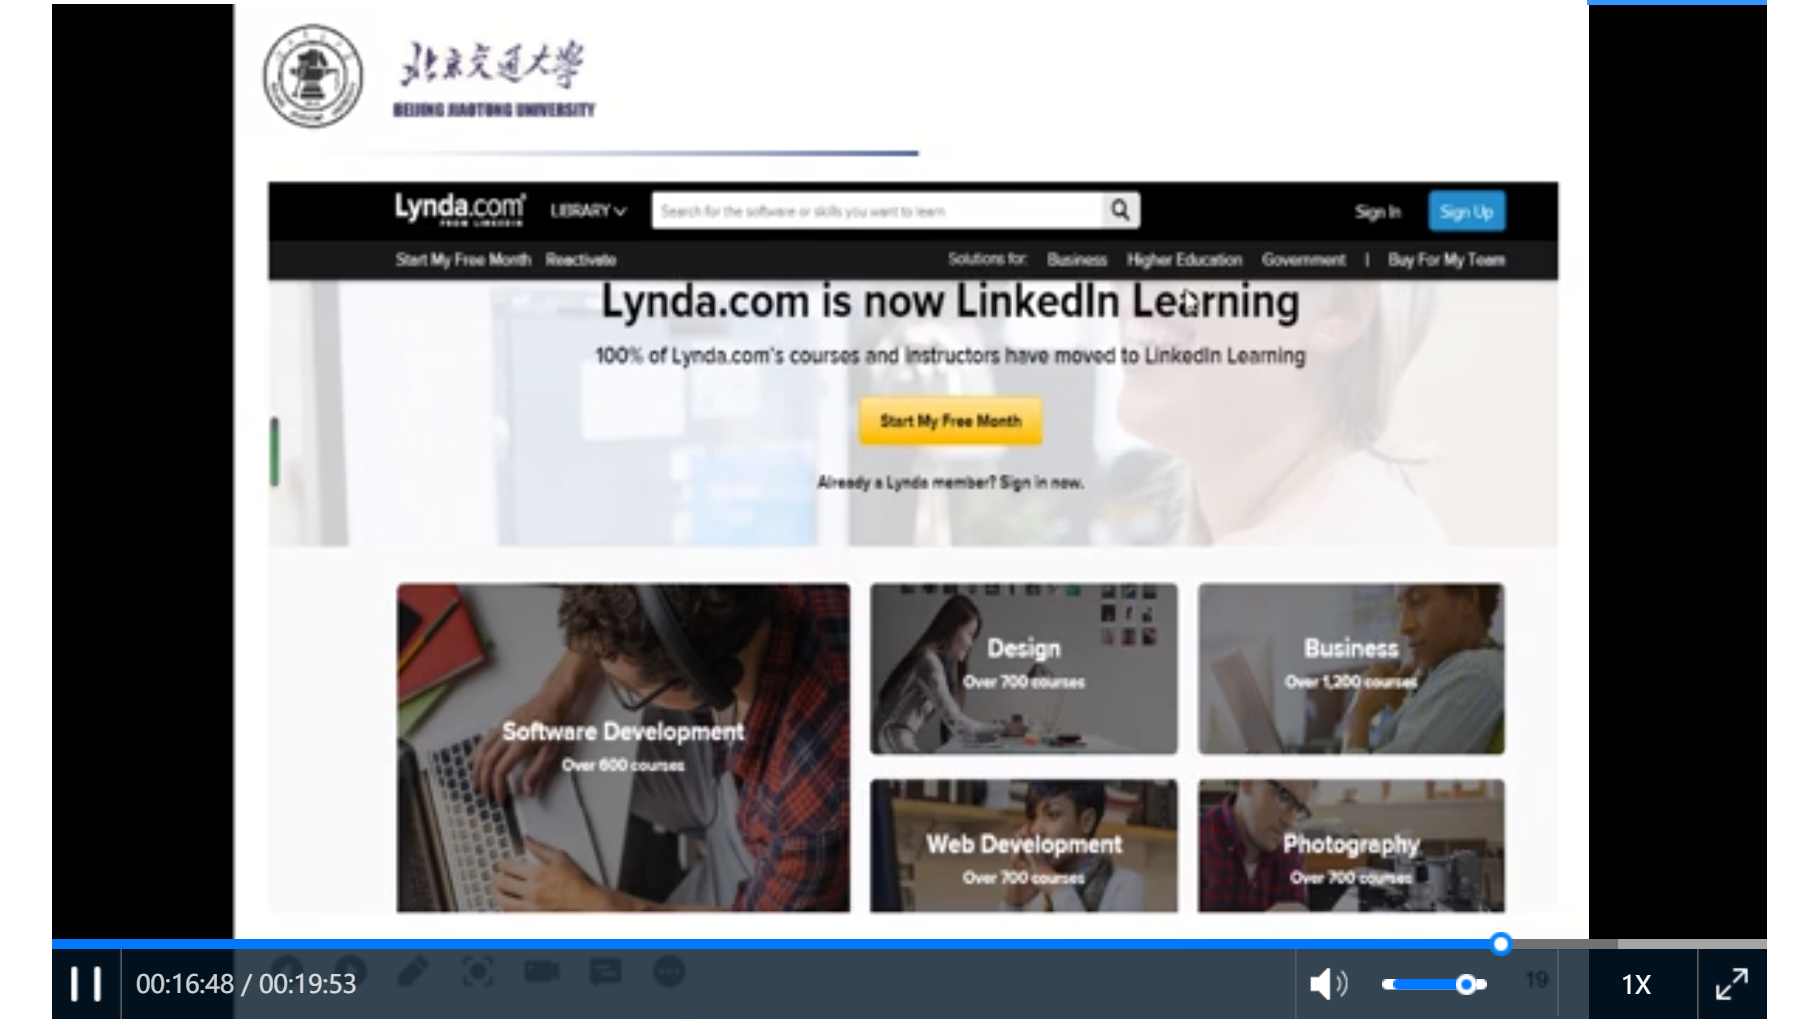 北京交通大学
BEIJING JIAOTONG UNIVERSITY
Lynda.com
FROM LINKEDIN
LIBRARY
Search for the software or skills you want to learn
Sign In
Sign Up
Start My Free Month
Reactivate
Solutions for:
Business
Higher Education
Government
|
Buy For My Team
Lynda.com is now LinkedIn Learning
100% of Lynda.com's courses and instructors have moved to LinkedIn Learning
Start My Free Month
Already a Lynda member? Sign in now.
Software Development
Over 600 courses
Design
Over 700 courses
Business
Over 1,200 courses
Web Development
Over 700 courses
Photography
Over 700 courses
00:16:48 / 00:19:53
19
1X